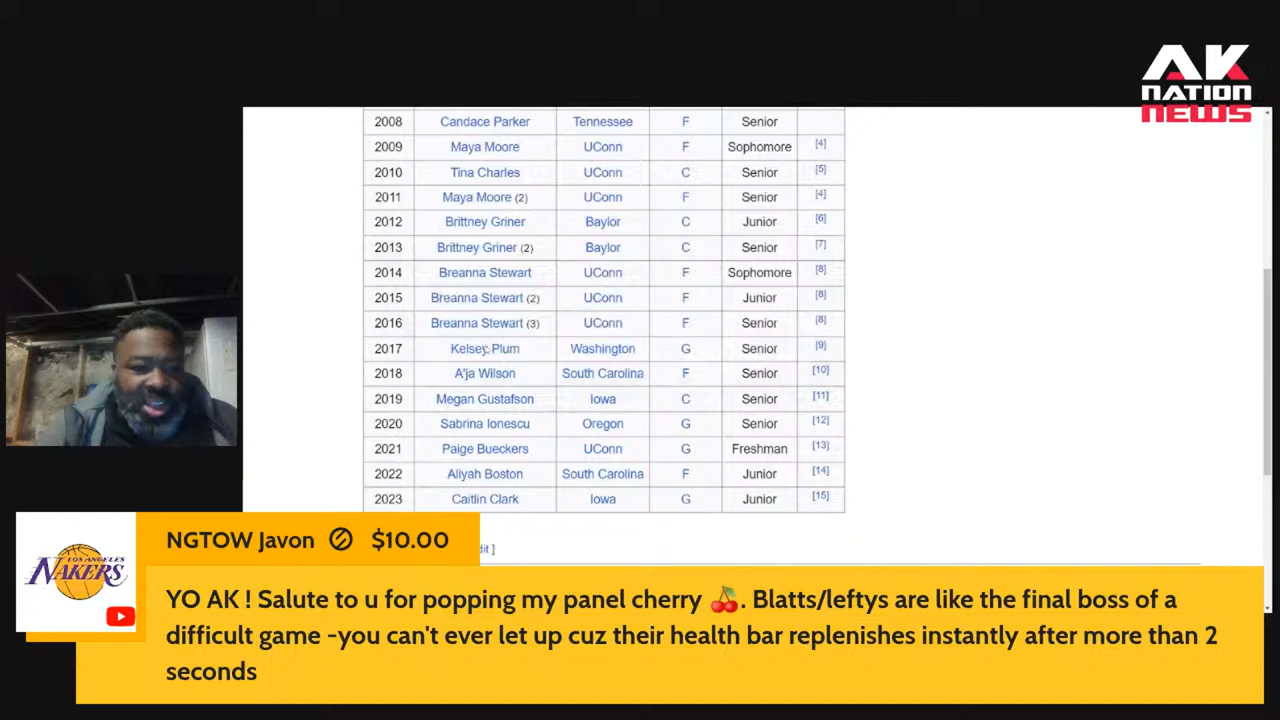 AK
NATION
NEWS
2008 Candace Parker Tennessee F Senior
2009 Maya Moore UConn F Sophomore [4]
2010 Tina Charles UConn C Senior [5]
2011 Maya Moore (2) UConn F Senior [4]
2012 Brittney Griner Baylor C Junior [6]
2013 Brittney Griner (2) Baylor C Senior [7]
2014 Breanna Stewart UConn F Sophomore [8]
2015 Breanna Stewart (2) UConn F Junior [8]
2016 Breanna Stewart (3) UConn F Senior [8]
2017 Kelsey Plum Washington G Senior [9]
2018 A'ja Wilson South Carolina F Senior [10]
2019 Megan Gustafson Iowa C Senior [11]
2020 Sabrina Ionescu Oregon G Senior [12]
2021 Paige Bueckers UConn G Freshman [13]
2022 Aliyah Boston South Carolina F Junior [14]
2023 Caitlin Clark Iowa G Junior [15]
dit ]
LOS ANGELES
NAKERS
NGTOW Javon $10.00
YO AK ! Salute to u for popping my panel cherry 🍒. Blatts/leftys are like the final boss of a
difficult game -you can't ever let up cuz their health bar replenishes instantly after more than 2
seconds